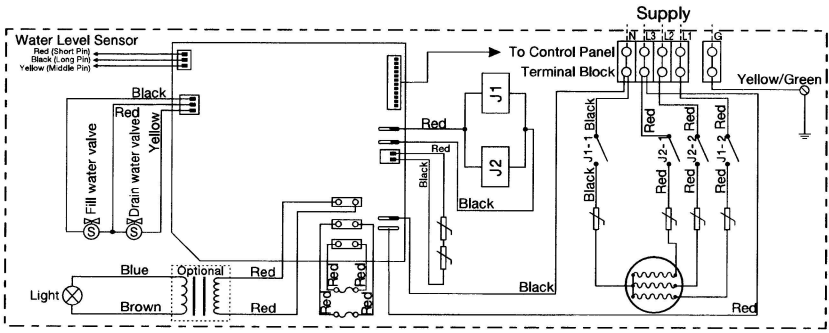 Supply
Water Level Sensor
Red (Short Pin)
Black (Long Pin)
Yellow (Middle Pin)
To Control Panel
Terminal Block
N L3 L2 L1 G
Yellow/Green
Black
Red
Yellow
Fill water valve
Drain water valve
Red
J1
J2
Red
Black
Black
J1-1 Black
Black
Red
J2-1
Red
Red
J2-2
Red
Red
J1-2
Red
Light
Blue
Brown
Optional
Red
Red
Red
Red
Red
Red
Black
Red